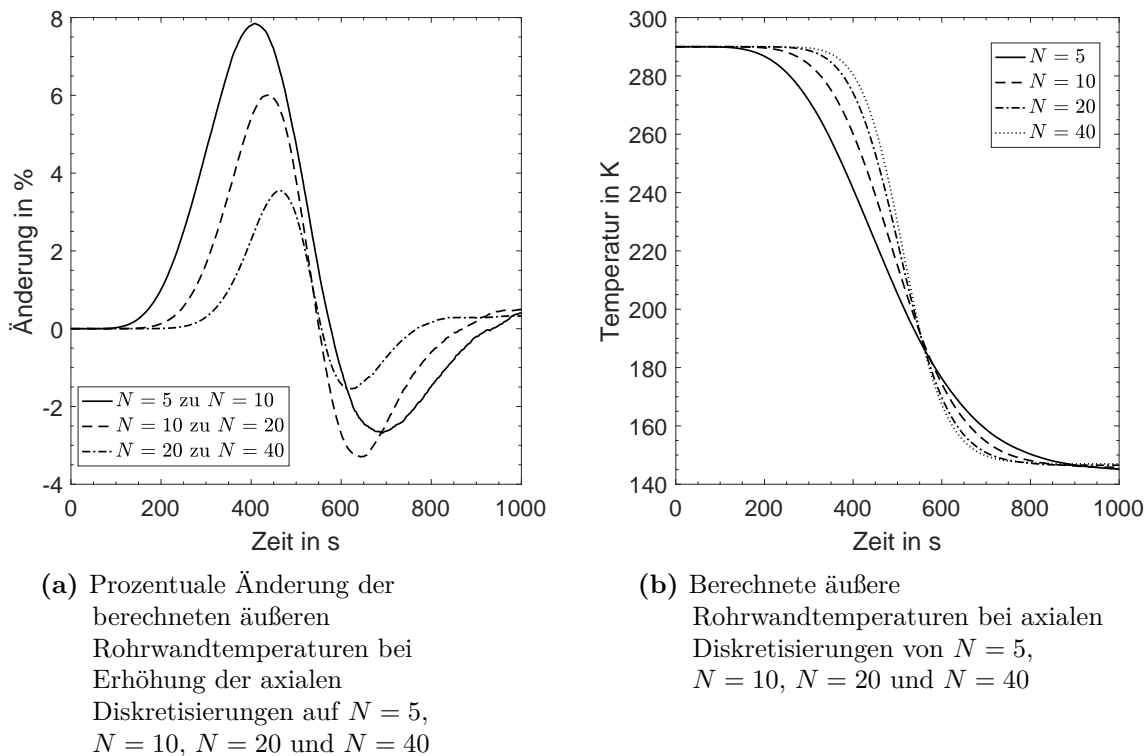 8
6
4
2
0
-2
-4
0
200
400
600
800
1000
Änderung in %
Zeit in s
N = 5 zu N = 10
N = 10 zu N = 20
N = 20 zu N = 40
300
280
260
240
220
200
180
160
140
0
200
400
600
800
1000
Temperatur in K
Zeit in s
N = 5
N = 10
N = 20
N = 40
(a) Prozentuale Änderung der
berechneten äußeren
Rohrwandtemperaturen bei
Erhöhung der axialen
Diskretisierungen auf N = 5,
N = 10, N = 20 und N = 40
(b) Berechnete äußere
Rohrwandtemperaturen bei axialen
Diskretisierungen von N = 5,
N = 10, N = 20 und N = 40